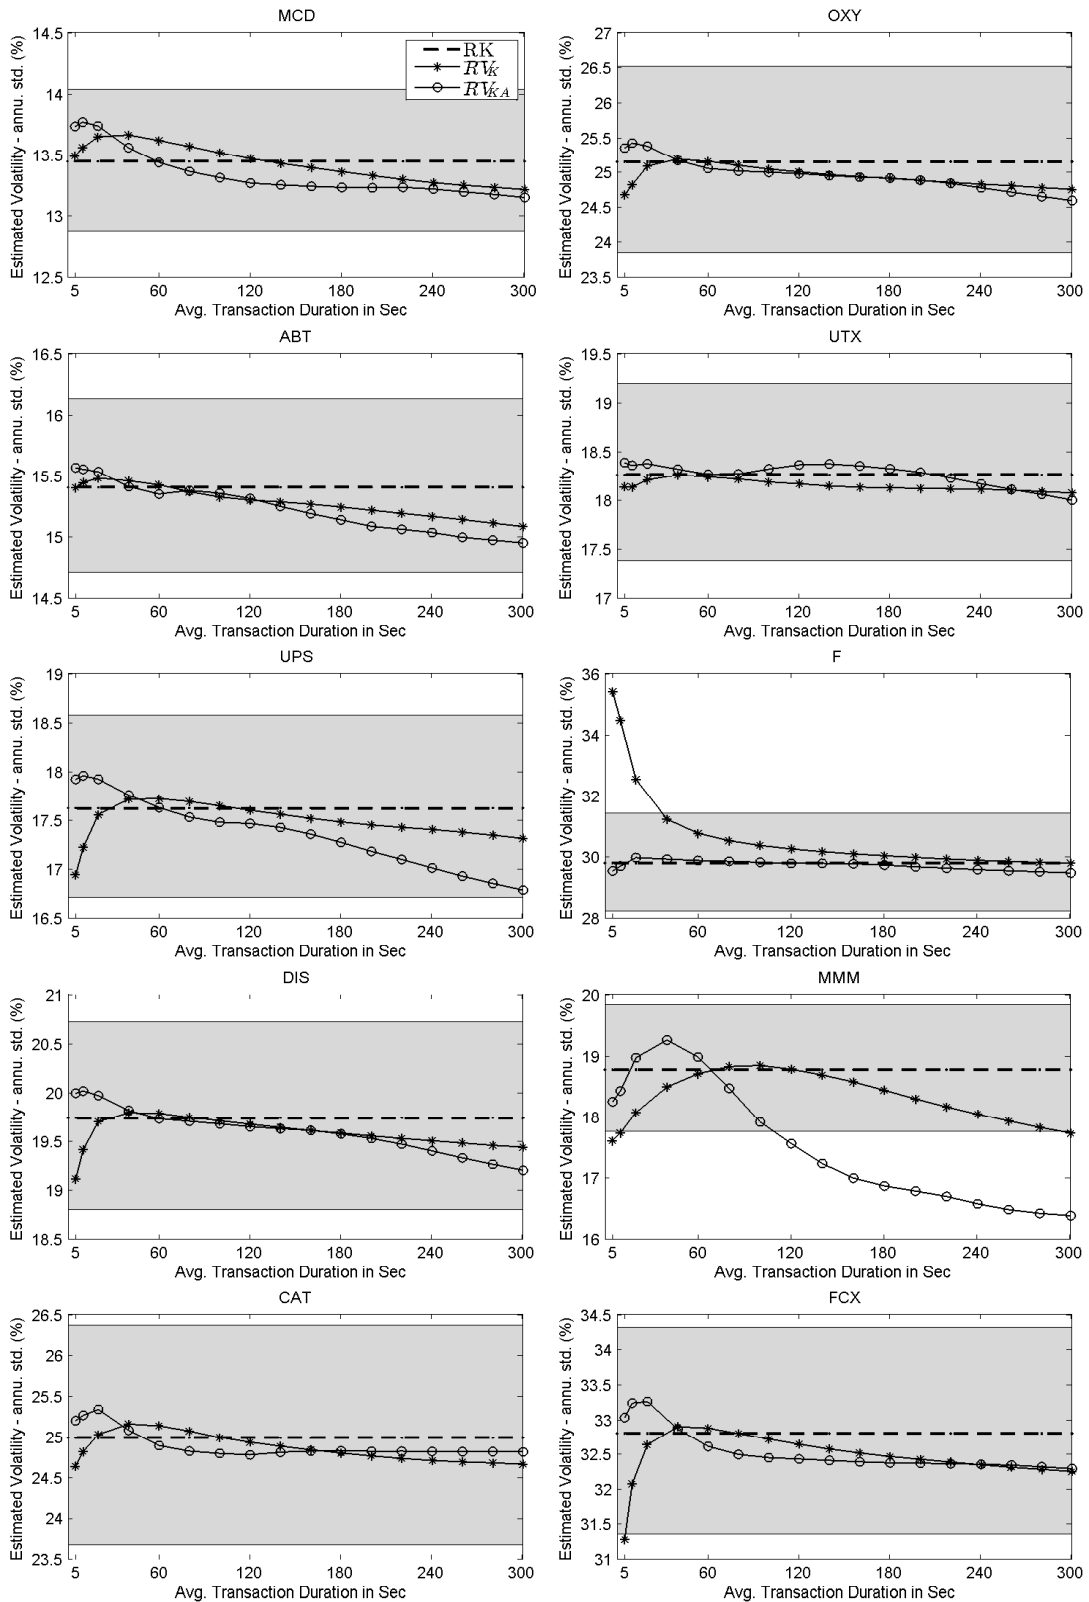 MCD
Estimated Volatility - annu. std. (%)
14.5
14
13.5
13
12.5
RK
RV_K
RV_KA
5 60 120 180 240 300
Avg. Transaction Duration in Sec
OXY
Estimated Volatility - annu. std. (%)
27
26.5
26
25.5
25
24.5
24
23.5
5 60 120 180 240 300
Avg. Transaction Duration in Sec
ABT
Estimated Volatility - annu. std. (%)
16.5
16
15.5
15
14.5
5 60 120 180 240 300
Avg. Transaction Duration in Sec
UTX
Estimated Volatility - annu. std. (%)
19.5
19
18.5
18
17.5
17
5 60 120 180 240 300
Avg. Transaction Duration in Sec
UPS
Estimated Volatility - annu. std. (%)
19
18.5
18
17.5
17
16.5
5 60 120 180 240 300
Avg. Transaction Duration in Sec
F
Estimated Volatility - annu. std. (%)
36
34
32
30
28
5 60 120 180 240 300
Avg. Transaction Duration in Sec
DIS
Estimated Volatility - annu. std. (%)
21
20.5
20
19.5
19
18.5
5 60 120 180 240 300
Avg. Transaction Duration in Sec
MMM
Estimated Volatility - annu. std. (%)
20
19
18
17
16
5 60 120 180 240 300
Avg. Transaction Duration in Sec
CAT
Estimated Volatility - annu. std. (%)
26.5
26
25.5
25
24.5
24
23.5
5 60 120 180 240 300
Avg. Transaction Duration in Sec
FCX
Estimated Volatility - annu. std. (%)
34.5
34
33.5
33
32.5
32
31.5
31
5 60 120 180 240 300
Avg. Transaction Duration in Sec